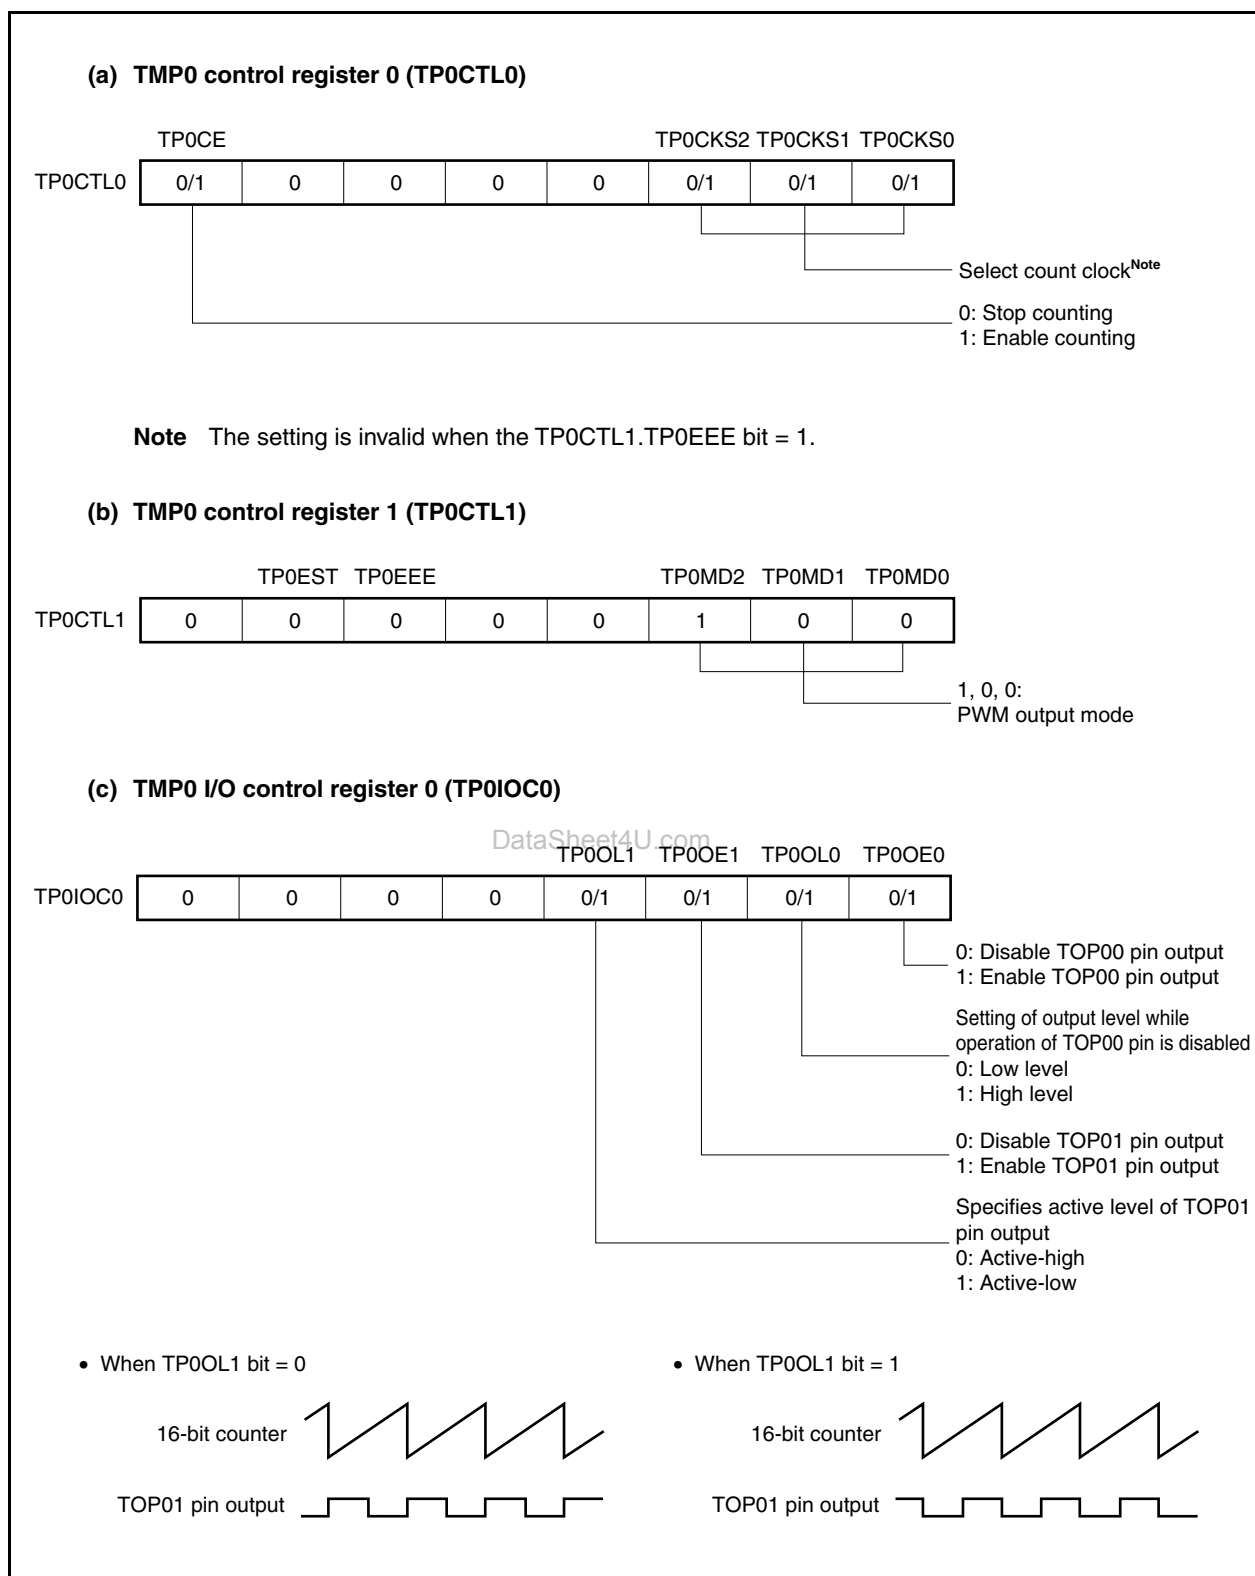 (a) TMP0 control register 0 (TP0CTL0)
TP0CE TP0CKS2 TP0CKS1 TP0CKS0
TP0CTL0 0/1 0 0 0 0 0/1 0/1 0/1
Select count clockNote
0: Stop counting
1: Enable counting
Note The setting is invalid when the TP0CTL1.TP0EEE bit = 1.
(b) TMP0 control register 1 (TP0CTL1)
TP0EST TP0EEE TP0MD2 TP0MD1 TP0MD0
TP0CTL1 0 0 0 0 0 1 0 0
1, 0, 0:
PWM output mode
(c) TMP0 I/O control register 0 (TP0IOC0)
DataSheet4U.com
TP0OL1 TP0OE1 TP0OL0 TP0OE0
TP0IOC0 0 0 0 0 0/1 0/1 0/1 0/1
0: Disable TOP00 pin output
1: Enable TOP00 pin output
Setting of output level while
operation of TOP00 pin is disabled
0: Low level
1: High level
0: Disable TOP01 pin output
1: Enable TOP01 pin output
Specifies active level of TOP01
pin output
0: Active-high
1: Active-low
• When TP0OL1 bit = 0
16-bit counter
TOP01 pin output
• When TP0OL1 bit = 1
16-bit counter
TOP01 pin output